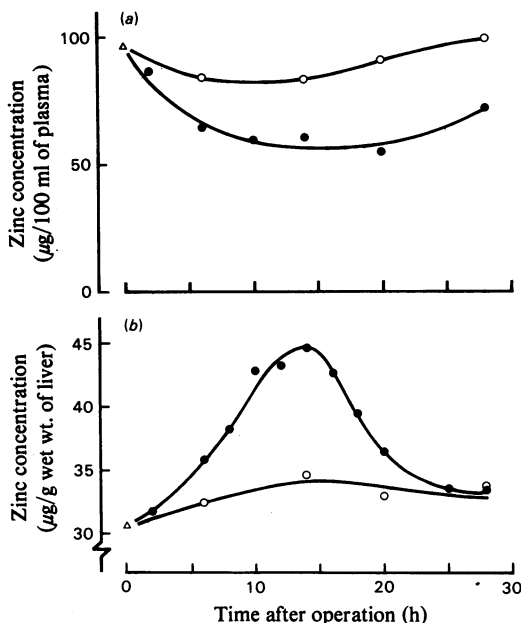 (a)
100
50
0
Zinc concentration
(µg/100 ml of plasma)
(b)
45
40
35
30
Zinc concentration
(µg/g wet wt. of liver)
0
10
20
30
Time after operation (h)